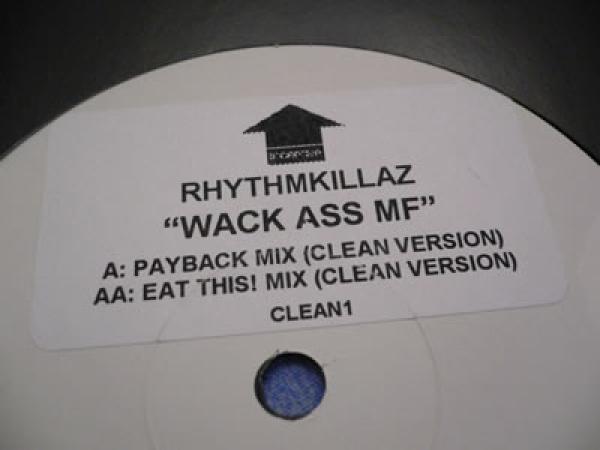 RHYTHMKILLAZ
“WACK ASS MF”
A: PAYBACK MIX (CLEAN VERSION)
AA: EAT THIS! MIX (CLEAN VERSION)
CLEAN1